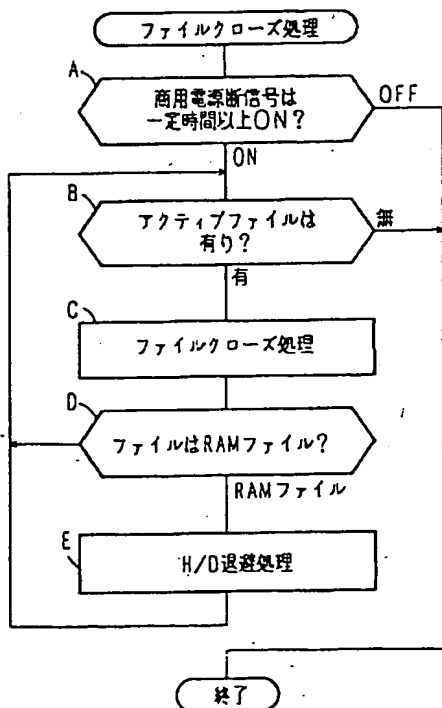 ファイルクローズ処理
A
商用電源断信号は
一定時間以上ON?
OFF
ON
B
アクティブファイルは
有り?
無
有
C
ファイルクローズ処理
D
ファイルはRAMファイル?
RAMファイル
E
H/D退避処理
終了